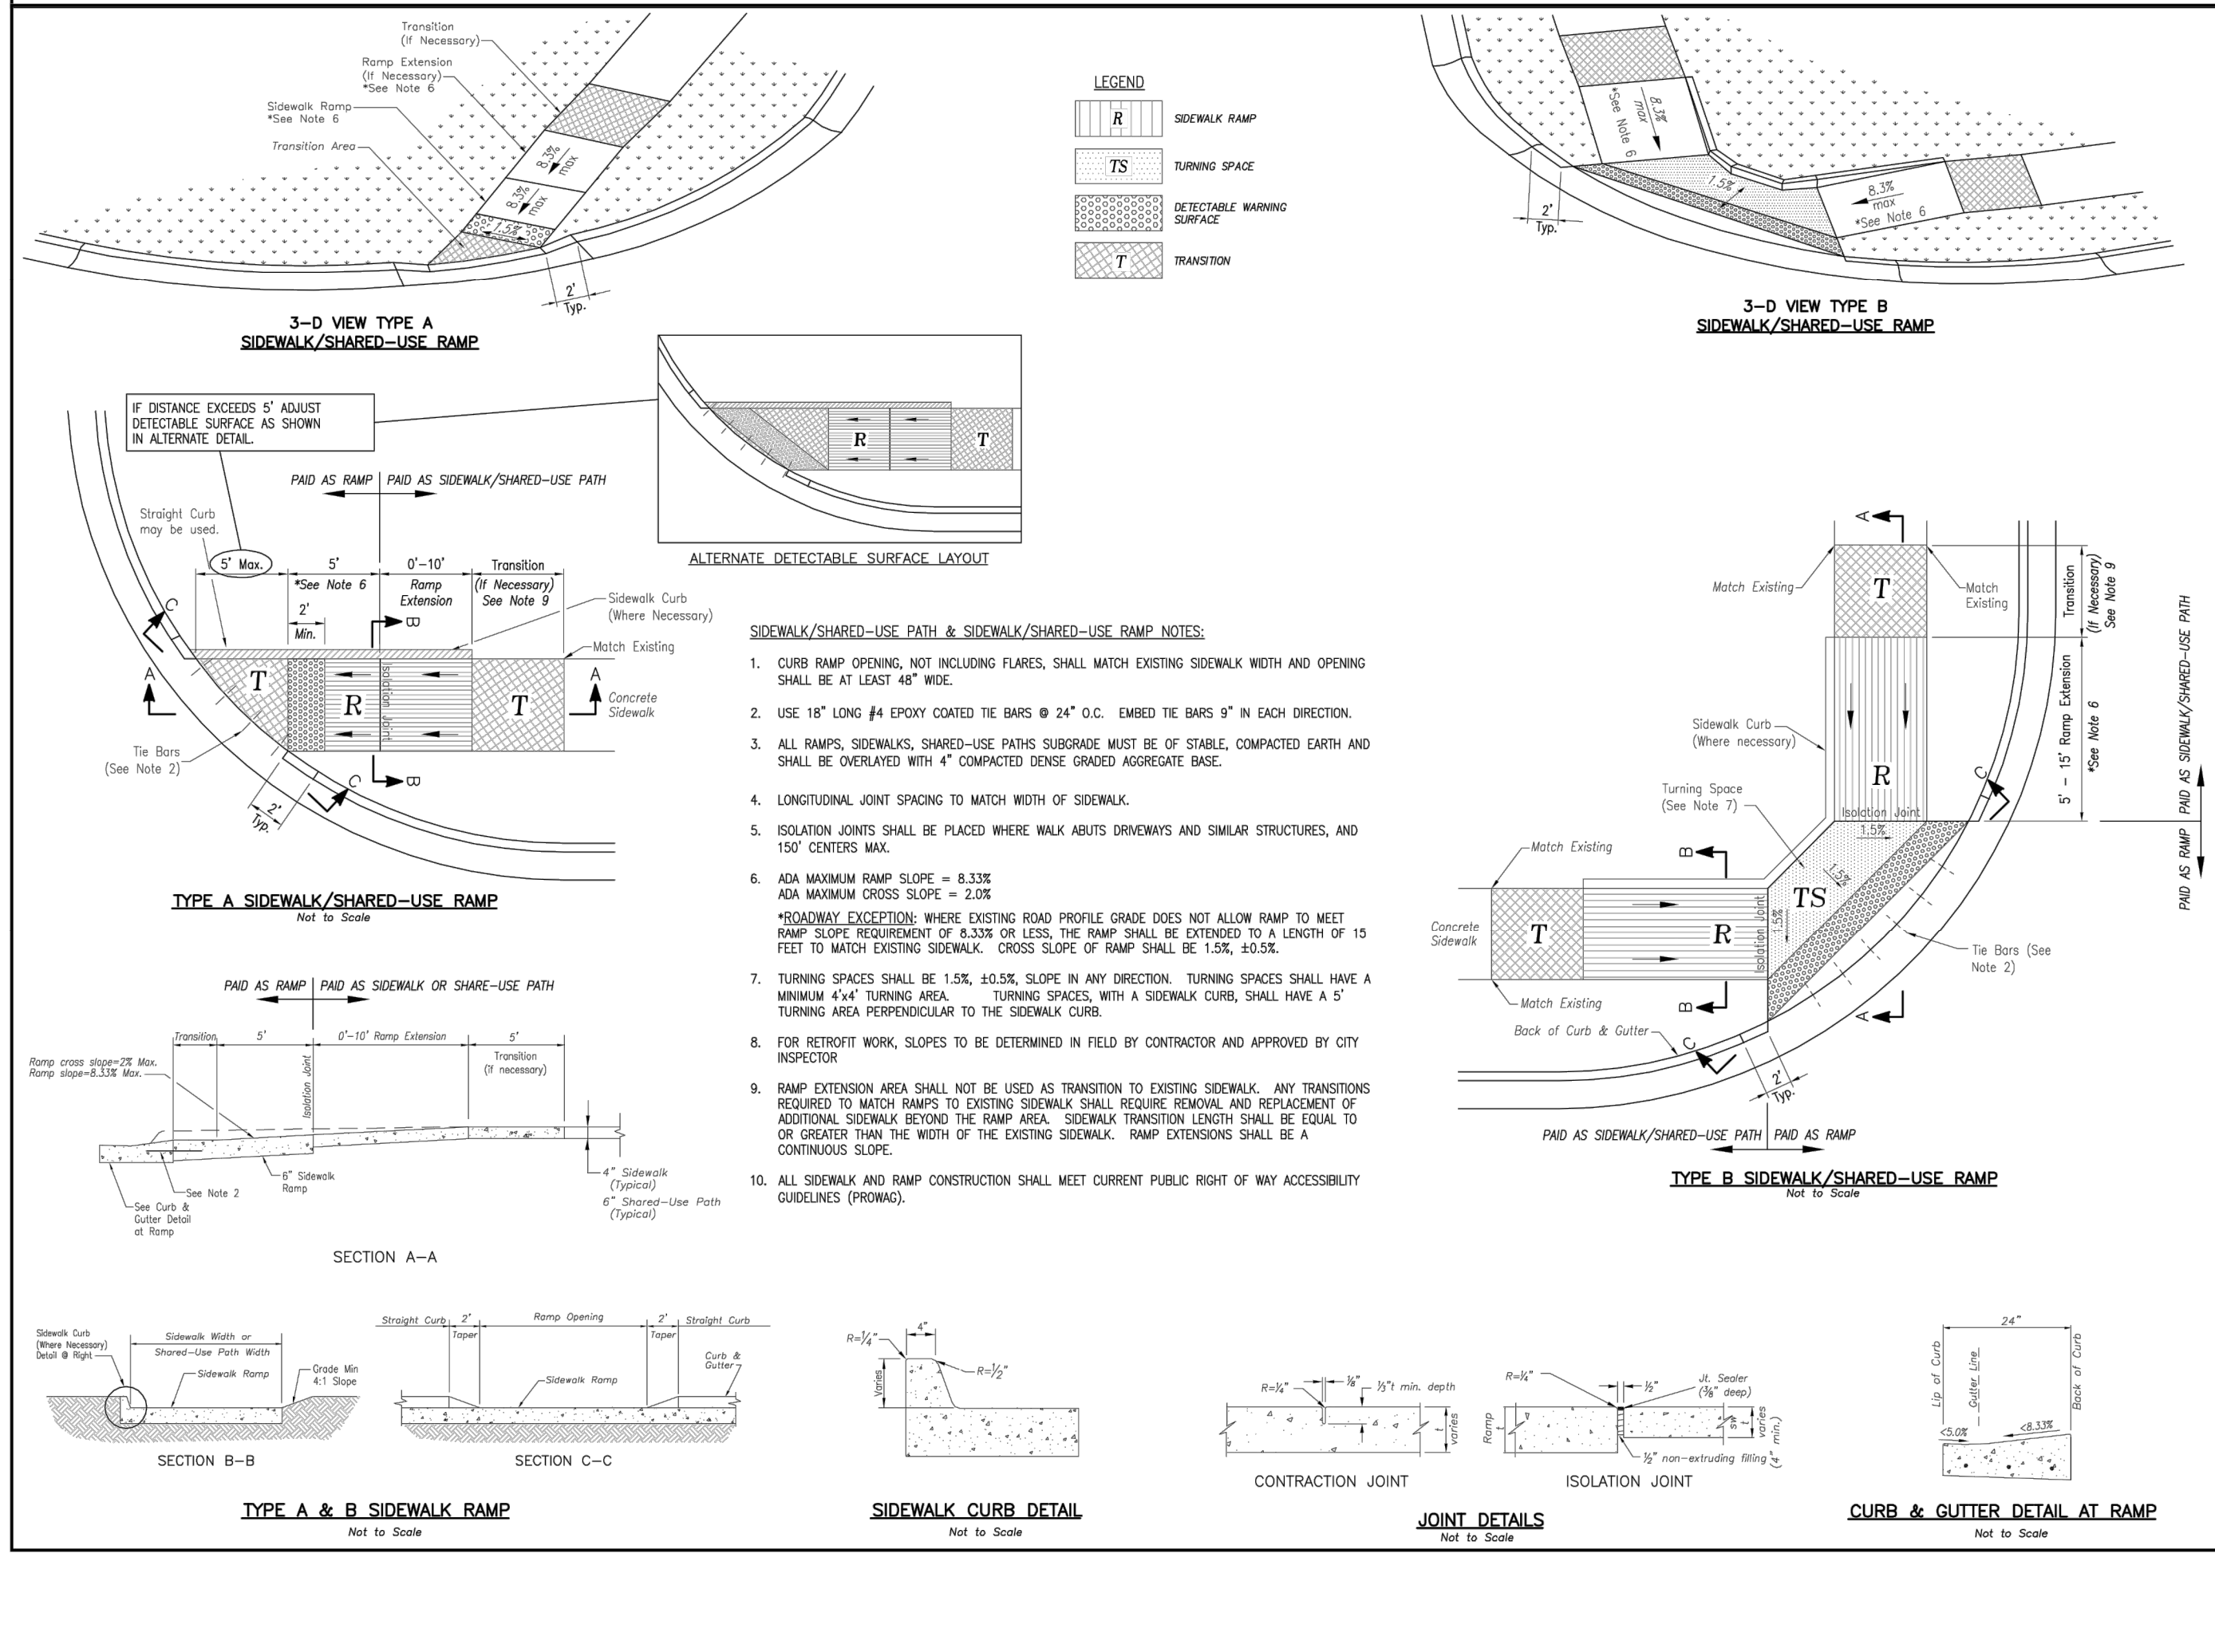 Transition
(If Necessary)
Ramp Extension
(If Necessary)
*See Note 6
Sidewalk Ramp
*See Note 6
Transition Area
8.3%
max
8.3%
max
1.5%
2'
Typ.
3-D VIEW TYPE A
SIDEWALK/SHARED-USE RAMP
LEGEND
R
SIDEWALK RAMP
TS
TURNING SPACE
DETECTABLE WARNING
SURFACE
T
TRANSITION
8.3%
max
*See Note 6
1.5%
8.3%
max
*See Note 6
2'
Typ.
3-D VIEW TYPE B
SIDEWALK/SHARED-USE RAMP
IF DISTANCE EXCEEDS 5' ADJUST
DETECTABLE SURFACE AS SHOWN
IN ALTERNATE DETAIL.
R
T
ALTERNATE DETECTABLE SURFACE LAYOUT
PAID AS RAMP
PAID AS SIDEWALK/SHARED-USE PATH
Straight Curb
may be used.
5' Max.
5'
*See Note 6
0'-10'
Ramp
Extension
Transition
(If Necessary)
See Note 9
2'
Min.
Sidewalk Curb
(Where Necessary)
Match Existing
Concrete
Sidewalk
A
A
B
B
C
C
T
R
T
Isolation Joint
Tie Bars
(See Note 2)
2'
Typ.
TYPE A SIDEWALK/SHARED-USE RAMP
Not to Scale
PAID AS RAMP
PAID AS SIDEWALK OR SHARE-USE PATH
Transition
5'
0'-10' Ramp Extension
5'
Transition
(if necessary)
Ramp cross slope=2% Max.
Ramp slope=8.33% Max.
Isolation Joint
See Note 2
6" Sidewalk
Ramp
See Curb &
Gutter Detail
at Ramp
4" Sidewalk
(Typical)
6" Shared-Use Path
(Typical)
SECTION A-A
SIDEWALK/SHARED-USE PATH & SIDEWALK/SHARED-USE RAMP NOTES:
1. CURB RAMP OPENING, NOT INCLUDING FLARES, SHALL MATCH EXISTING SIDEWALK WIDTH AND OPENING
SHALL BE AT LEAST 48" WIDE.
2. USE 18" LONG #4 EPOXY COATED TIE BARS @ 24" O.C. EMBED TIE BARS 9" IN EACH DIRECTION.
3. ALL RAMPS, SIDEWALKS, SHARED-USE PATHS SUBGRADE MUST BE OF STABLE, COMPACTED EARTH AND
SHALL BE OVERLAYED WITH 4" COMPACTED DENSE GRADED AGGREGATE BASE.
4. LONGITUDINAL JOINT SPACING TO MATCH WIDTH OF SIDEWALK.
5. ISOLATION JOINTS SHALL BE PLACED WHERE WALK ABUTS DRIVEWAYS AND SIMILAR STRUCTURES, AND
150' CENTERS MAX.
6. ADA MAXIMUM RAMP SLOPE = 8.33%
ADA MAXIMUM CROSS SLOPE = 2.0%
*ROADWAY EXCEPTION: WHERE EXISTING ROAD PROFILE GRADE DOES NOT ALLOW RAMP TO MEET
RAMP SLOPE REQUIREMENT OF 8.33% OR LESS, THE RAMP SHALL BE EXTENDED TO A LENGTH OF 15
FEET TO MATCH EXISTING SIDEWALK. CROSS SLOPE OF RAMP SHALL BE 1.5%, ±0.5%.
7. TURNING SPACES SHALL BE 1.5%, ±0.5%, SLOPE IN ANY DIRECTION. TURNING SPACES SHALL HAVE A
MINIMUM 4'x4' TURNING AREA. TURNING SPACES, WITH A SIDEWALK CURB, SHALL HAVE A 5'
TURNING AREA PERPENDICULAR TO THE SIDEWALK CURB.
8. FOR RETROFIT WORK, SLOPES TO BE DETERMINED IN FIELD BY CONTRACTOR AND APPROVED BY CITY
INSPECTOR
9. RAMP EXTENSION AREA SHALL NOT BE USED AS TRANSITION TO EXISTING SIDEWALK. ANY TRANSITIONS
REQUIRED TO MATCH RAMPS TO EXISTING SIDEWALK SHALL REQUIRE REMOVAL AND REPLACEMENT OF
ADDITIONAL SIDEWALK BEYOND THE RAMP AREA. SIDEWALK TRANSITION LENGTH SHALL BE EQUAL TO
OR GREATER THAN THE WIDTH OF THE EXISTING SIDEWALK. RAMP EXTENSIONS SHALL BE A
CONTINUOUS SLOPE.
10. ALL SIDEWALK AND RAMP CONSTRUCTION SHALL MEET CURRENT PUBLIC RIGHT OF WAY ACCESSIBILITY
GUIDELINES (PROWAG).
A
Match Existing
T
Match
Existing
Transition
(If Necessary)
See Note 9
5' - 15' Ramp Extension
*See Note 6
PAID AS SIDEWALK/SHARED-USE PATH
PAID AS RAMP
Sidewalk Curb
(Where necessary)
R
Isolation Joint
1.5%
C
Turning Space
(See Note 7)
Match Existing
B
TS
1.5%
1.5%
Concrete
Sidewalk
T
R
Isolation Joint
Tie Bars (See
Note 2)
Match Existing
B
A
Back of Curb & Gutter
C
2'
Typ.
PAID AS SIDEWALK/SHARED-USE PATH
PAID AS RAMP
TYPE B SIDEWALK/SHARED-USE RAMP
Not to Scale
Sidewalk Curb
(Where Necessary)
Detail @ Right
Sidewalk Width or
Shared-Use Path Width
Sidewalk Ramp
Grade Min
4:1 Slope
SECTION B-B
Straight Curb
2'
Taper
Ramp Opening
2'
Taper
Straight Curb
Curb &
Gutter
Sidewalk Ramp
SECTION C-C
TYPE A & B SIDEWALK RAMP
Not to Scale
4"
R=1/4"
R=1/2"
Varies
SIDEWALK CURB DETAIL
Not to Scale
R=1/4"
1/8"
1/3"t min. depth
t
varies
CONTRACTION JOINT
R=1/4"
1/2"
Jt. Sealer
(3/8" deep)
Ramp
t
SW
t
varies
(4" min.)
1/2" non-extruding filling
ISOLATION JOINT
JOINT DETAILS
Not to Scale
24"
Lip of Curb
Gutter Line
Back of Curb
<5.0%
<8.33%
CURB & GUTTER DETAIL AT RAMP
Not to Scale